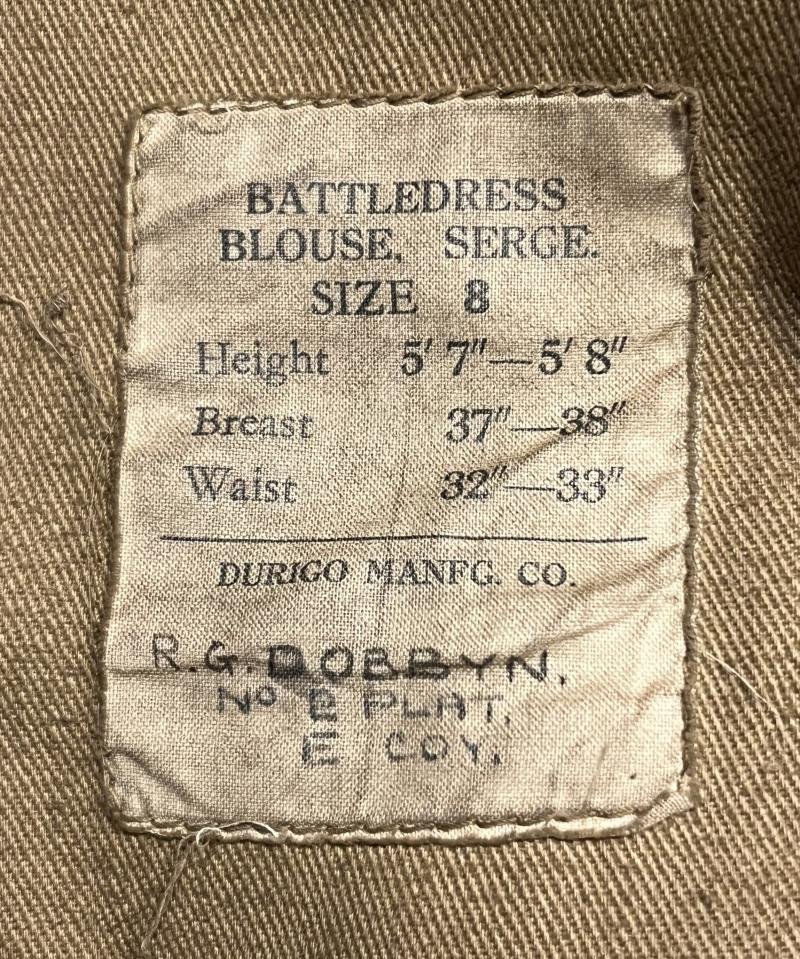 BATTLEDRESS
BLOUSE, SERGE.
SIZE 8
Height 5' 7"—5' 8"
Breast 37"—38"
Waist 32"—33"
DURIGO MANFG. CO.
R.G. DOBBYN.
No PLAT.
E COY.